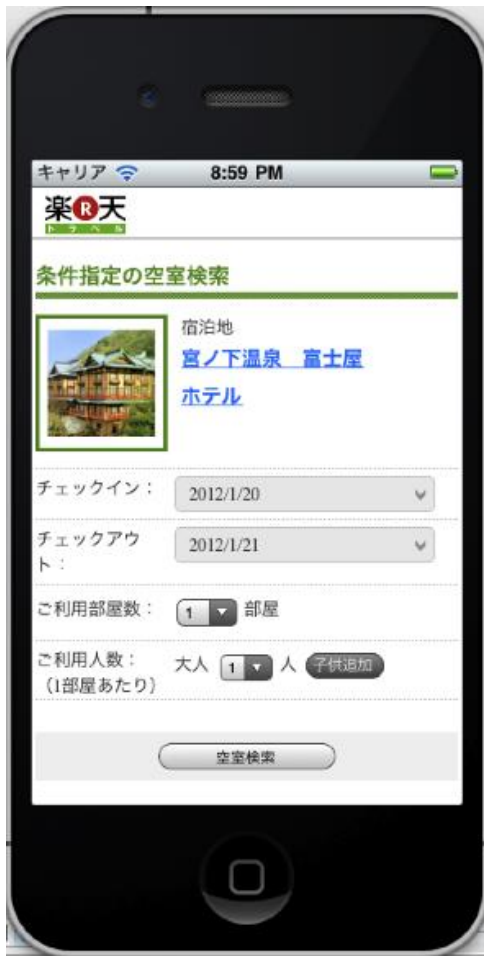 キャリア 8:59 PM
楽R天
トラベル
条件指定の空室検索
宿泊地
宮ノ下温泉 富士屋
ホテル
チェックイン: 2012/1/20
チェックアウ
ト: 2012/1/21
ご利用部屋数: 1 部屋
ご利用人数:
(1部屋あたり) 大人 1 人 子供追加
空室検索